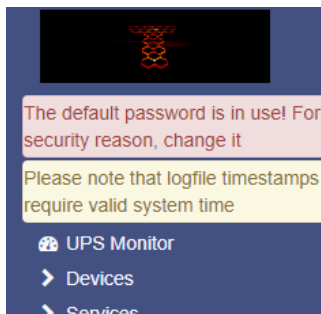 The default password is in use! For
security reason, change it
Please note that logfile timestamps
require valid system time
UPS Monitor
Devices
Services